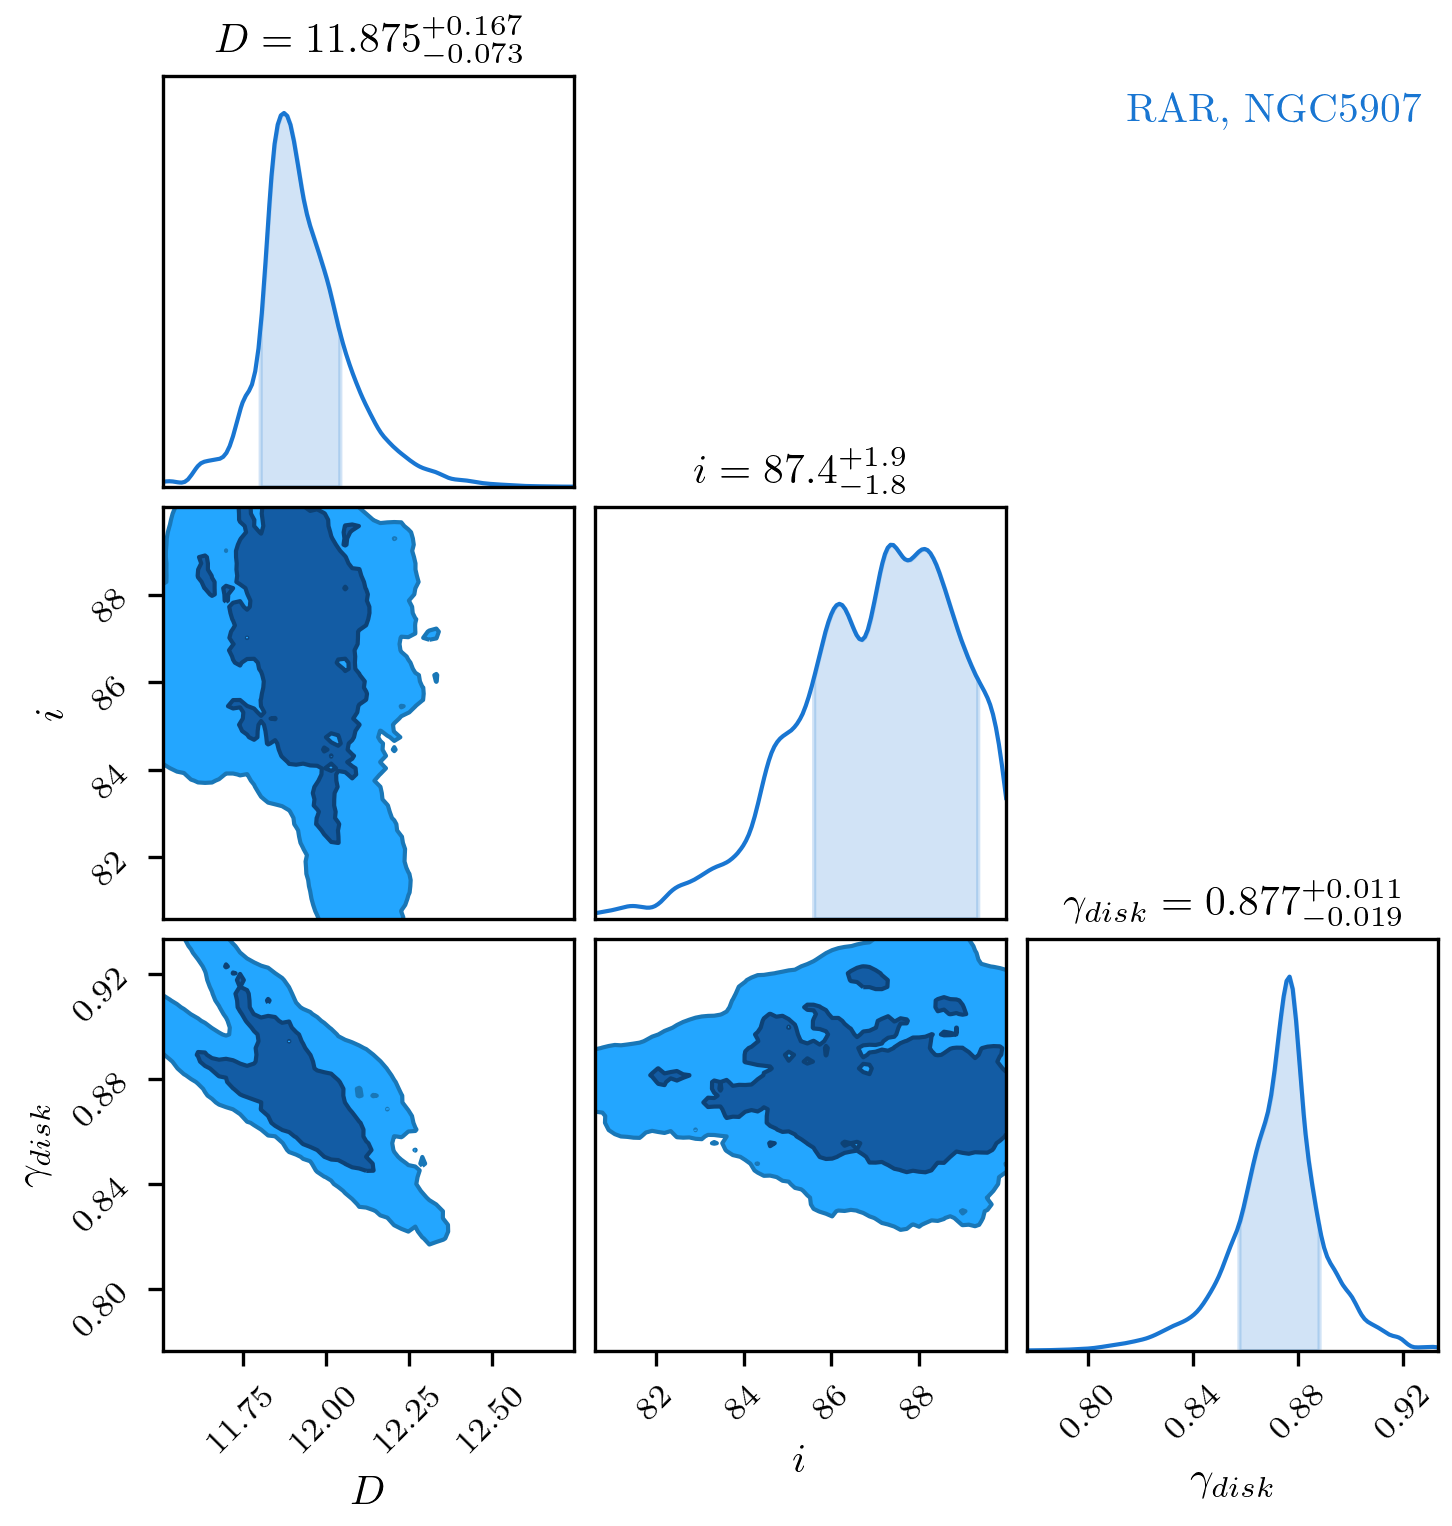 D = 11.875^{+0.167}_{-0.073}
RAR, NGC5907
i = 87.4^{+1.9}_{-1.8}
88
86
84
82
i
γ_{disk} = 0.877^{+0.011}_{-0.019}
0.92
0.88
0.84
0.80
γ_{disk}
11.75 12.00 12.25 12.50
82 84 86 88
0.80 0.84 0.88 0.92
D
i
γ_{disk}